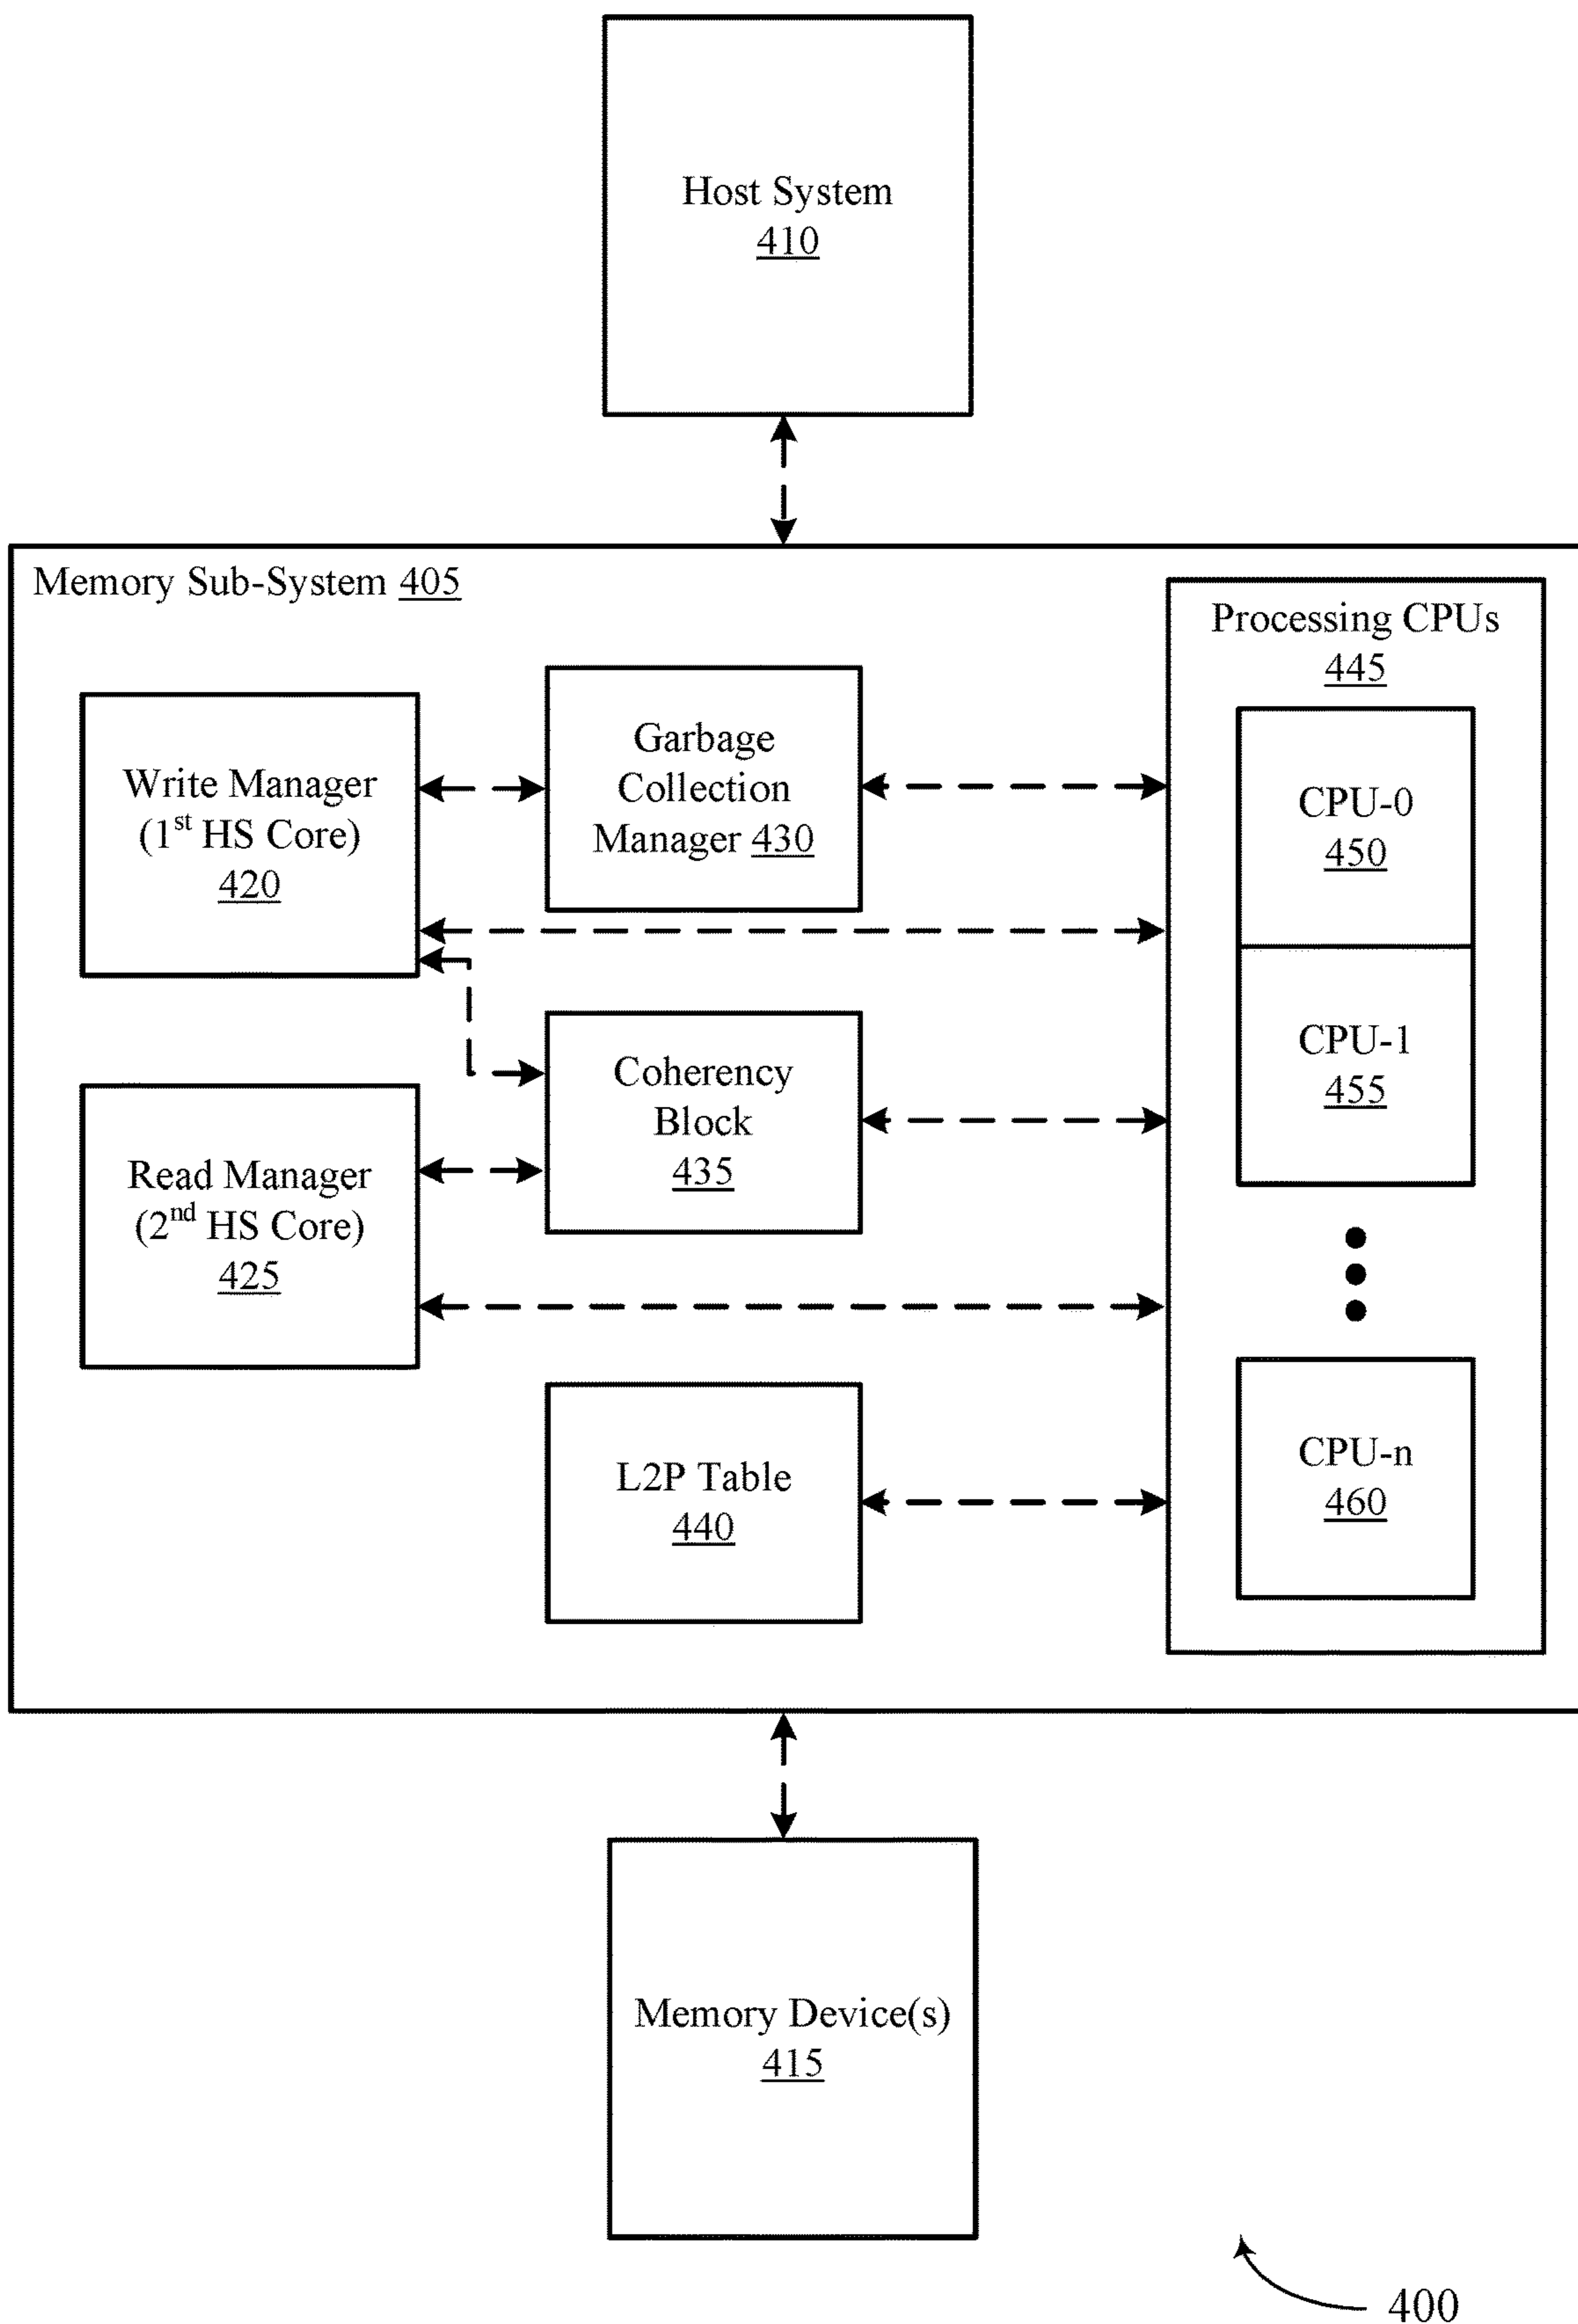 Host System
410
Memory Sub-System 405
Processing CPUs
445
Garbage
Collection
Manager 430
Write Manager
(1st HS Core)
420
CPU-0
450
CPU-1
455
Coherency
Block
435
Read Manager
(2nd HS Core)
425
L2P Table
440
CPU-n
460
Memory Device(s)
415
400